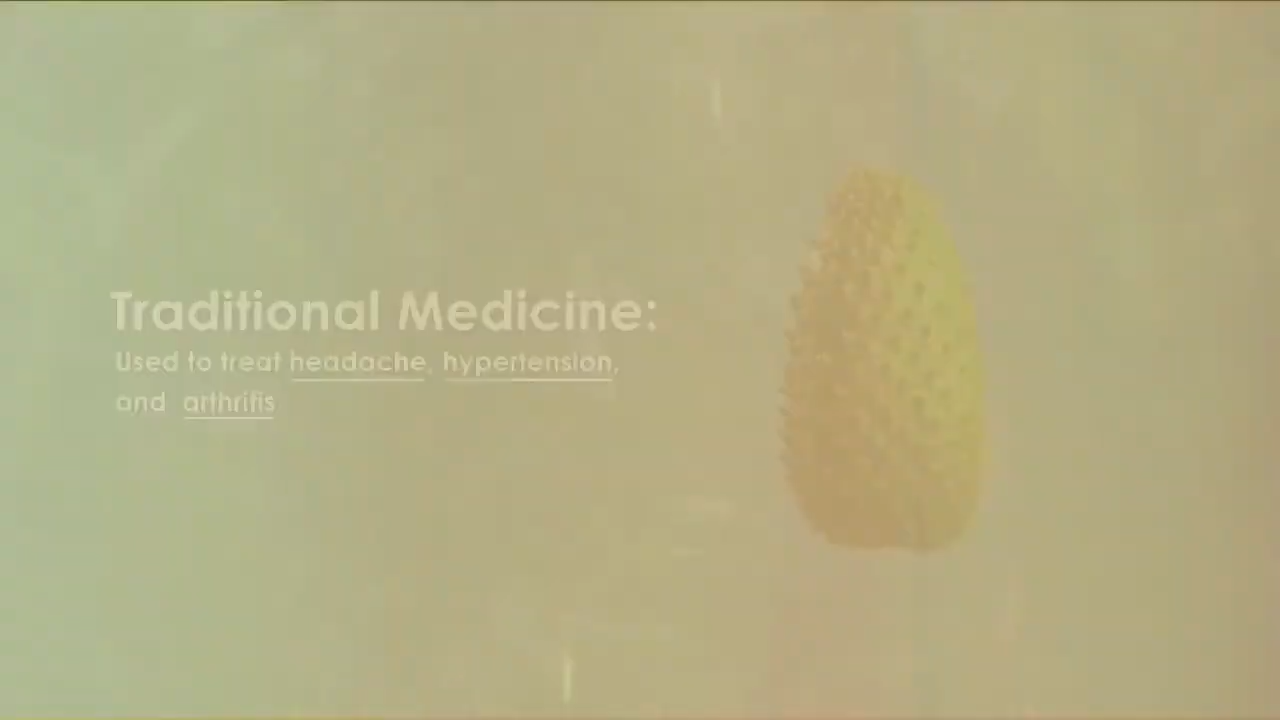 Traditional Medicine:
Used to treat headache, hypertension,
and arthritis